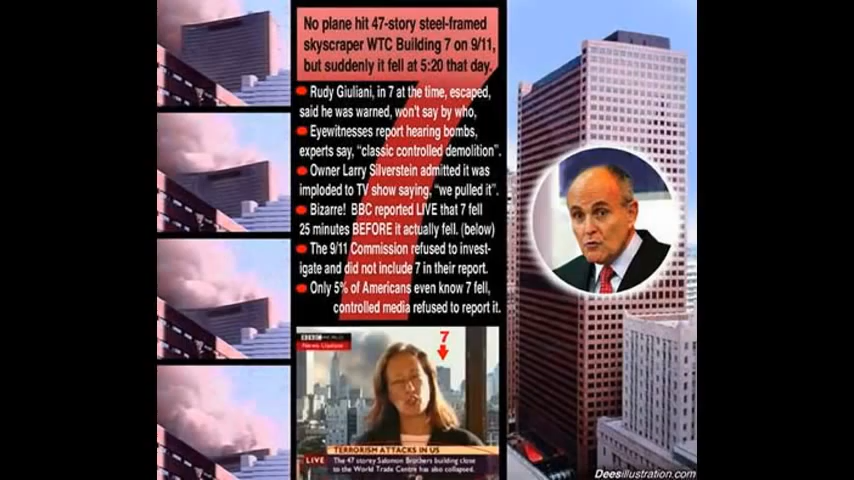 No plane hit 47-story steel-framed
skyscraper WTC Building 7 on 9/11,
but suddenly it fell at 5:20 that day.
Rudy Giuliani, in 7 at the time, escaped,
said he was warned, won't say by who,
Eyewitnesses report hearing bombs,
experts say, "classic controlled demolition".
Owner Larry Silverstein admitted it was
imploded to TV show saying, "we pulled it".
Bizarre! BBC reported LIVE that 7 fell
25 minutes BEFORE it actually fell. (below)
The 9/11 Commission refused to invest-
igate and did not include 7 in their report.
Only 5% of Americans even know 7 fell,
controlled media refused to report it.
BBC WORLD
News Update
7
TERRORISM ATTACKS IN US
LIVE
The 47 storey Salomon Brothers building close
to the World Trade Centre has also collapsed.
Deesillustration.com